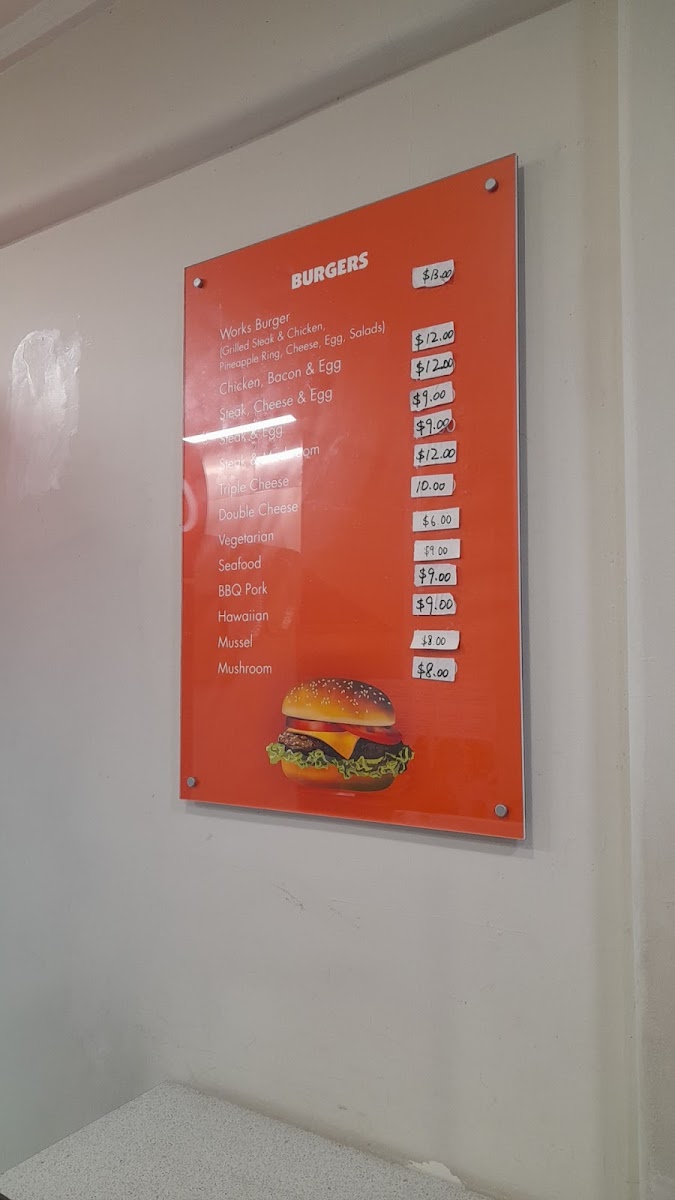 BURGERS
Works Burger $13.00
(Grilled Steak & Chicken,
Pineapple Ring, Cheese, Egg, Salads)
Chicken, Bacon & Egg $12.00
Steak, Cheese & Egg $12.00
Steak & Egg $9.00
Steak & Mushroom $9.00
Triple Cheese $12.00
Double Cheese 10.00
Vegetarian $6.00
Seafood $9.00
BBQ Pork $9.00
Hawaiian $9.00
Mussel $8.00
Mushroom $8.00